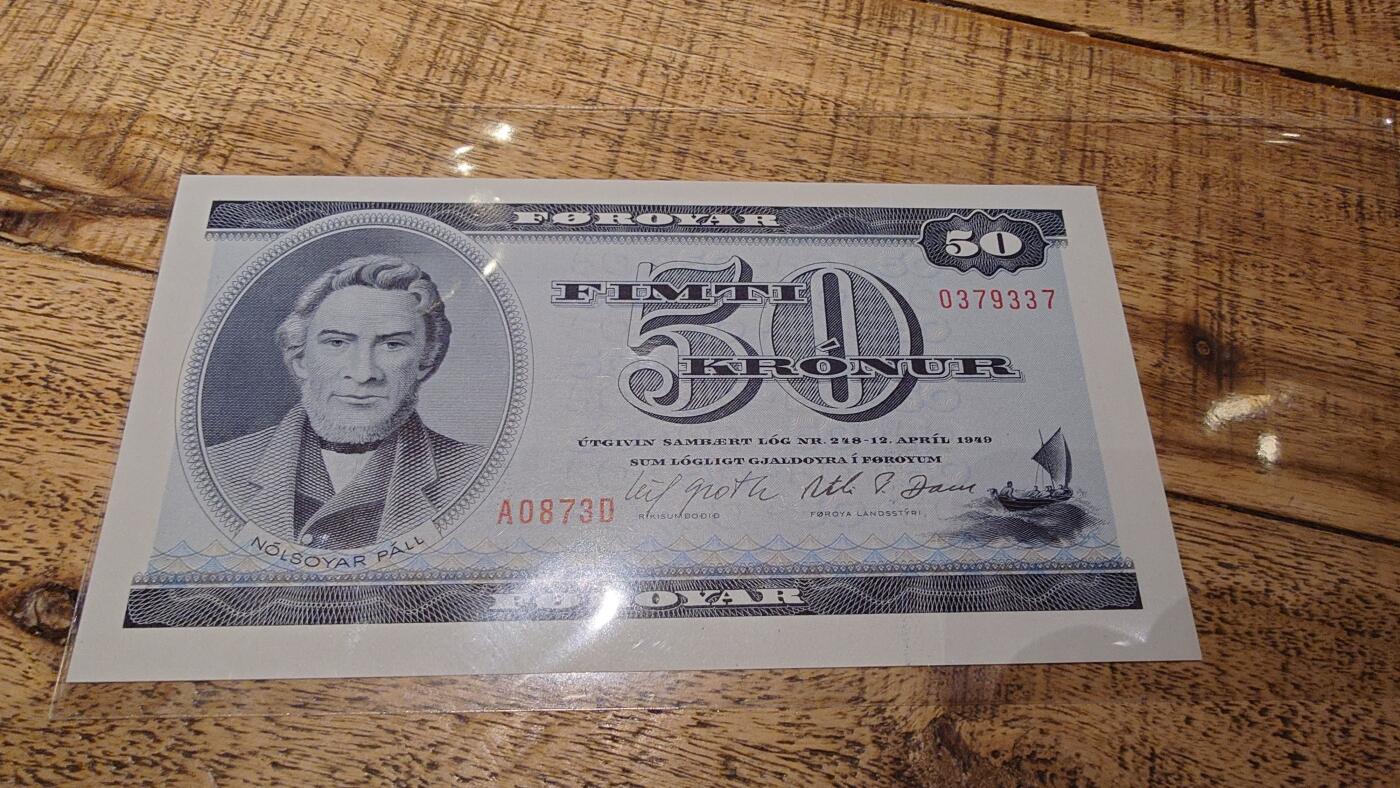 FØROYAR
50
0379337
FIMTI
50
KRÓNUR
ÚTGIVIN SAMBÆRT LÓG NR. 248-12. APRÍL 1949
SUM LÓGLIGT GJALDOYRA Í FØROYUM
A0873D
RÍKISUMBOÐIÐ
FØROYA LANDSSTÝRI
NÓLSOYAR PÁLL
FØROYAR